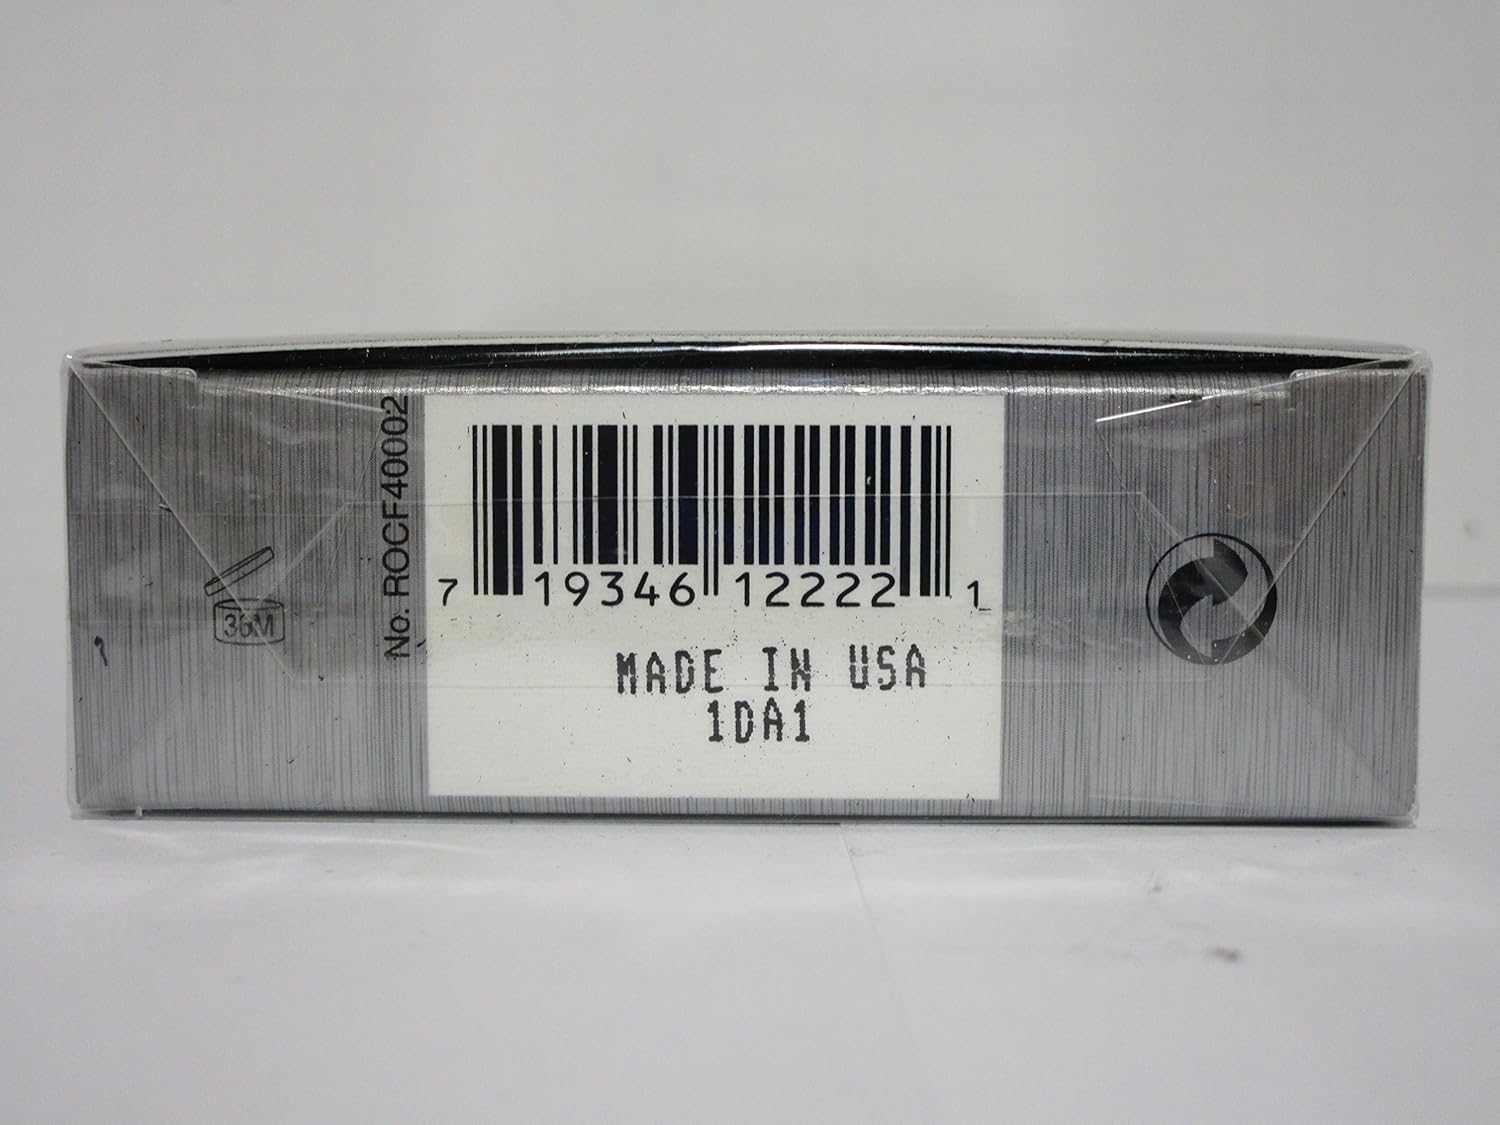 No. ROCF40002
7 19346 12222 1
36M
MADE IN USA
1DA1